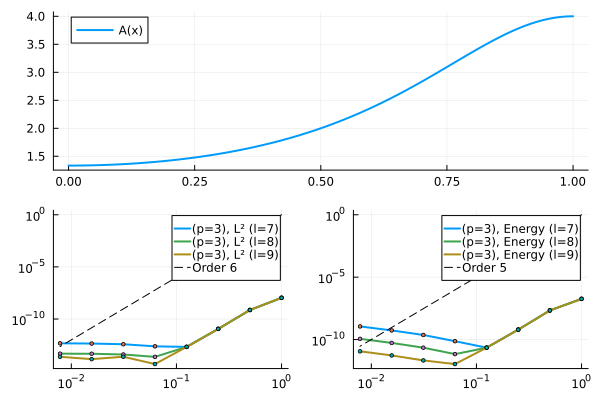 4.0
3.5
3.0
2.5
2.0
1.5
A(x)
0.00
0.25
0.50
0.75
1.00
10⁰
10⁻⁵
10⁻¹⁰
(p=3), L² (l=7)
(p=3), L² (l=8)
(p=3), L² (l=9)
Order 6
10⁻²
10⁻¹
10⁰
10⁰
10⁻⁵
10⁻¹⁰
(p=3), Energy (l=7)
(p=3), Energy (l=8)
(p=3), Energy (l=9)
Order 5
10⁻²
10⁻¹
10⁰